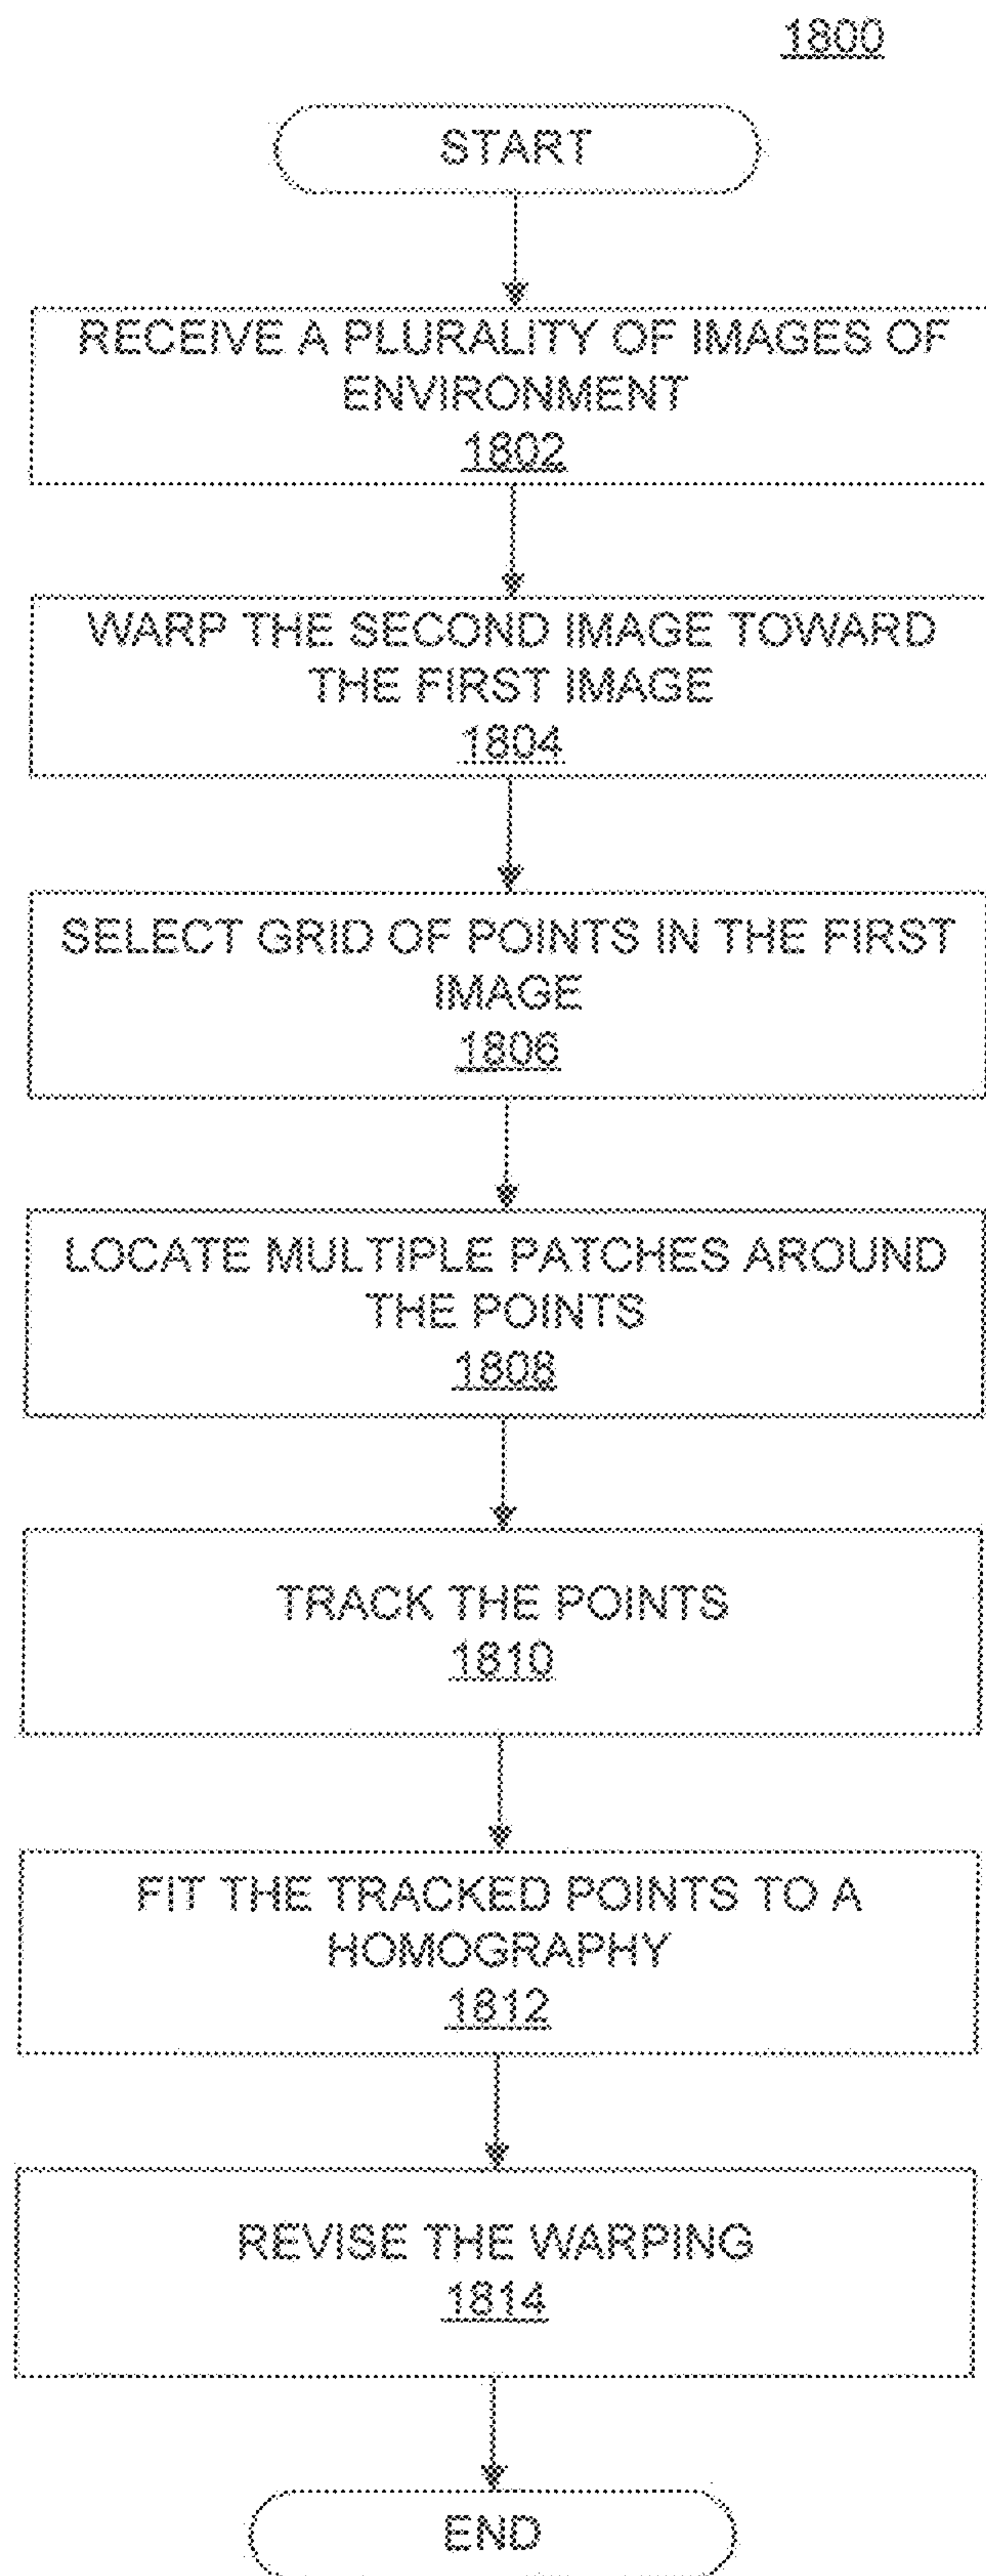 1800
START
RECEIVE A PLURALITY OF IMAGES OF
ENVIRONMENT
1802
WARP THE SECOND IMAGE TOWARD
THE FIRST IMAGE
1804
SELECT GRID OF POINTS IN THE FIRST
IMAGE
1806
LOCATE MULTIPLE PATCHES AROUND
THE POINTS
1808
TRACK THE POINTS
1810
FIT THE TRACKED POINTS TO A
HOMOGRAPHY
1812
REVISE THE WARPING
1814
END